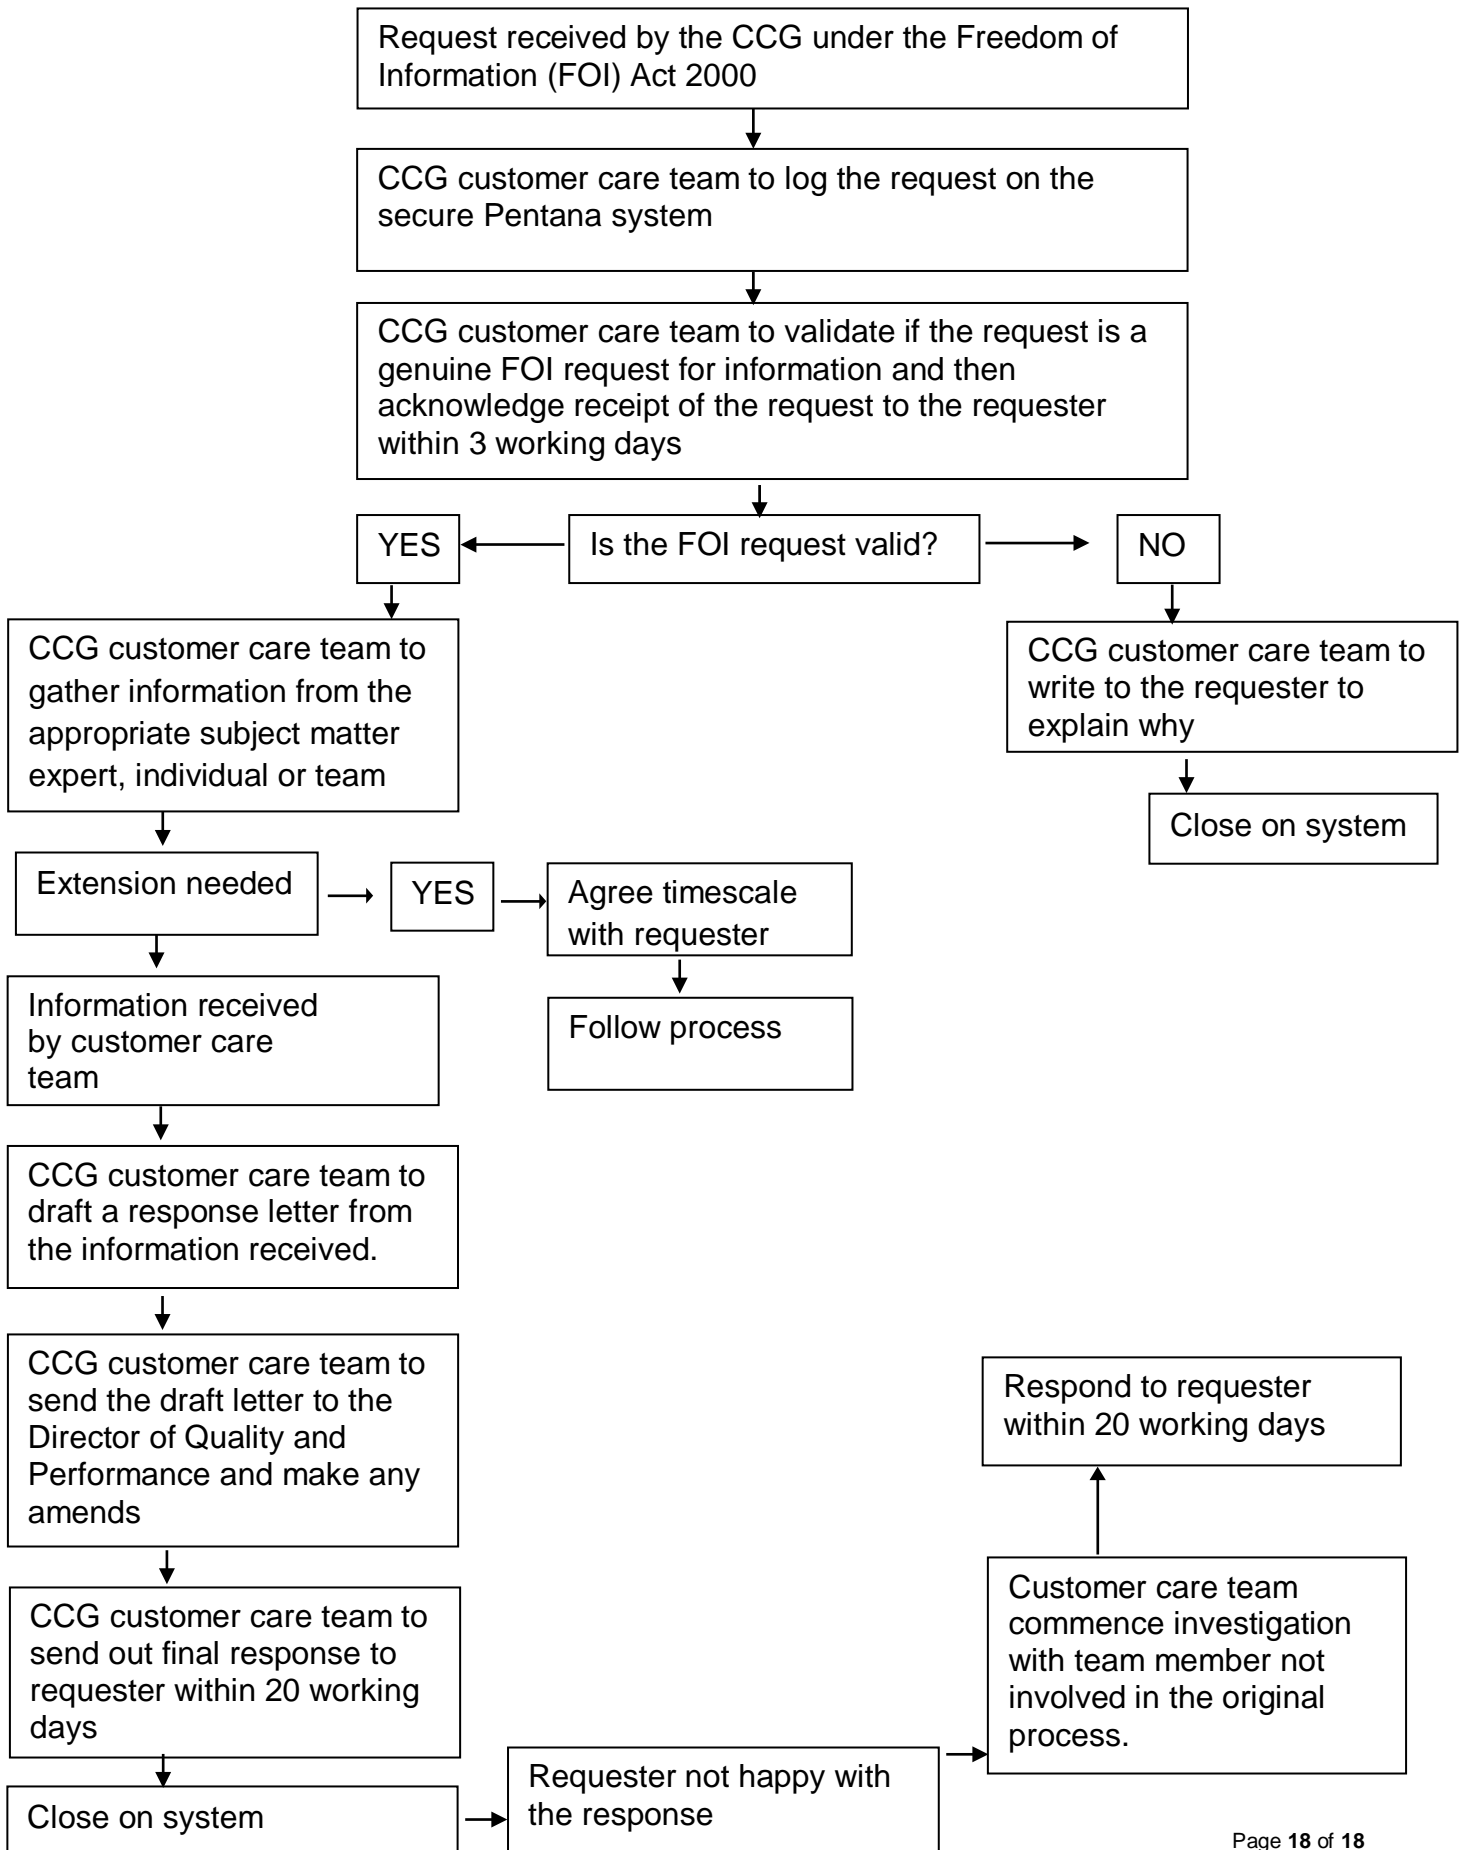 Request received by the CCG under the Freedom of
Information (FOI) Act 2000
CCG customer care team to log the request on the
secure Pentana system
CCG customer care team to validate if the request is a
genuine FOI request for information and then
acknowledge receipt of the request to the requester
within 3 working days
YES
Is the FOI request valid?
NO
CCG customer care team to
gather information from the
appropriate subject matter
expert, individual or team
CCG customer care team to
write to the requester to
explain why
Close on system
Extension needed
YES
Agree timescale
with requester
Follow process
Information received
by customer care
team
CCG customer care team to
draft a response letter from
the information received.
CCG customer care team to
send the draft letter to the
Director of Quality and
Performance and make any
amends
CCG customer care team to
send out final response to
requester within 20 working
days
Close on system
Requester not happy with
the response
Customer care team
commence investigation
with team member not
involved in the original
process.
Respond to requester
within 20 working days
Page 18 of 18